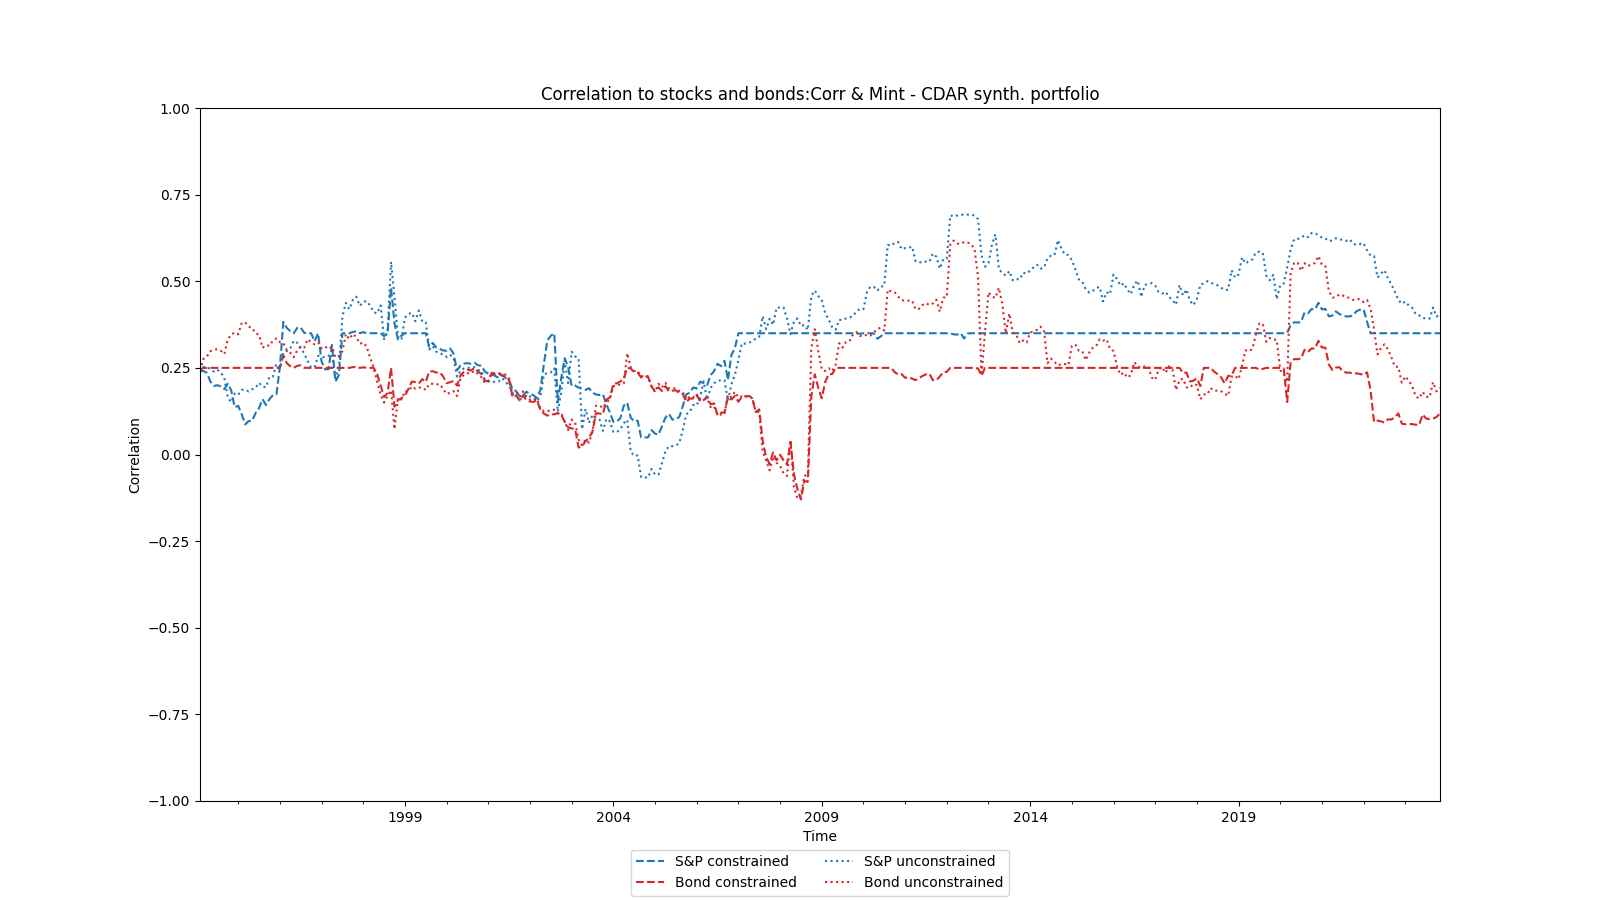 Correlation to stocks and bonds:Corr & Mint - CDAR synth. portfolio
1.00
0.75
0.50
0.25
0.00
−0.25
−0.50
−0.75
−1.00
Correlation
1999 2004 2009 2014 2019
Time
S&P constrained S&P unconstrained
Bond constrained Bond unconstrained